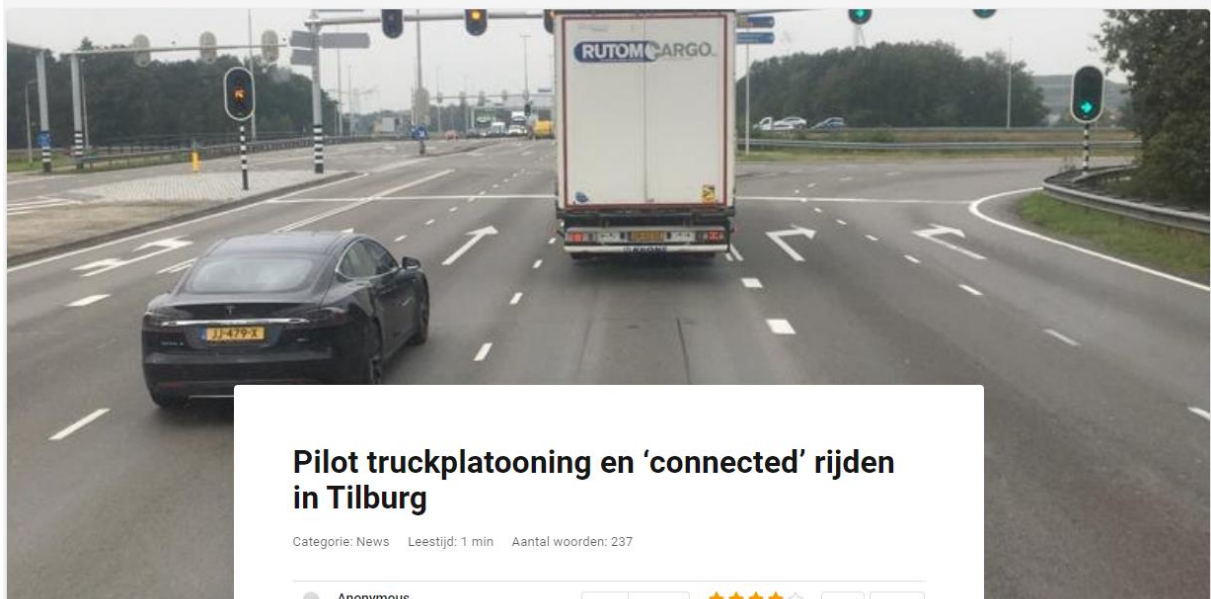 RUTOM CARGO
JJ-479-X
KRONE
Pilot truckplatooning en ‘connected’ rijden
in Tilburg
Categorie: News Leestijd: 1 min Aantal woorden: 237
Anonymous